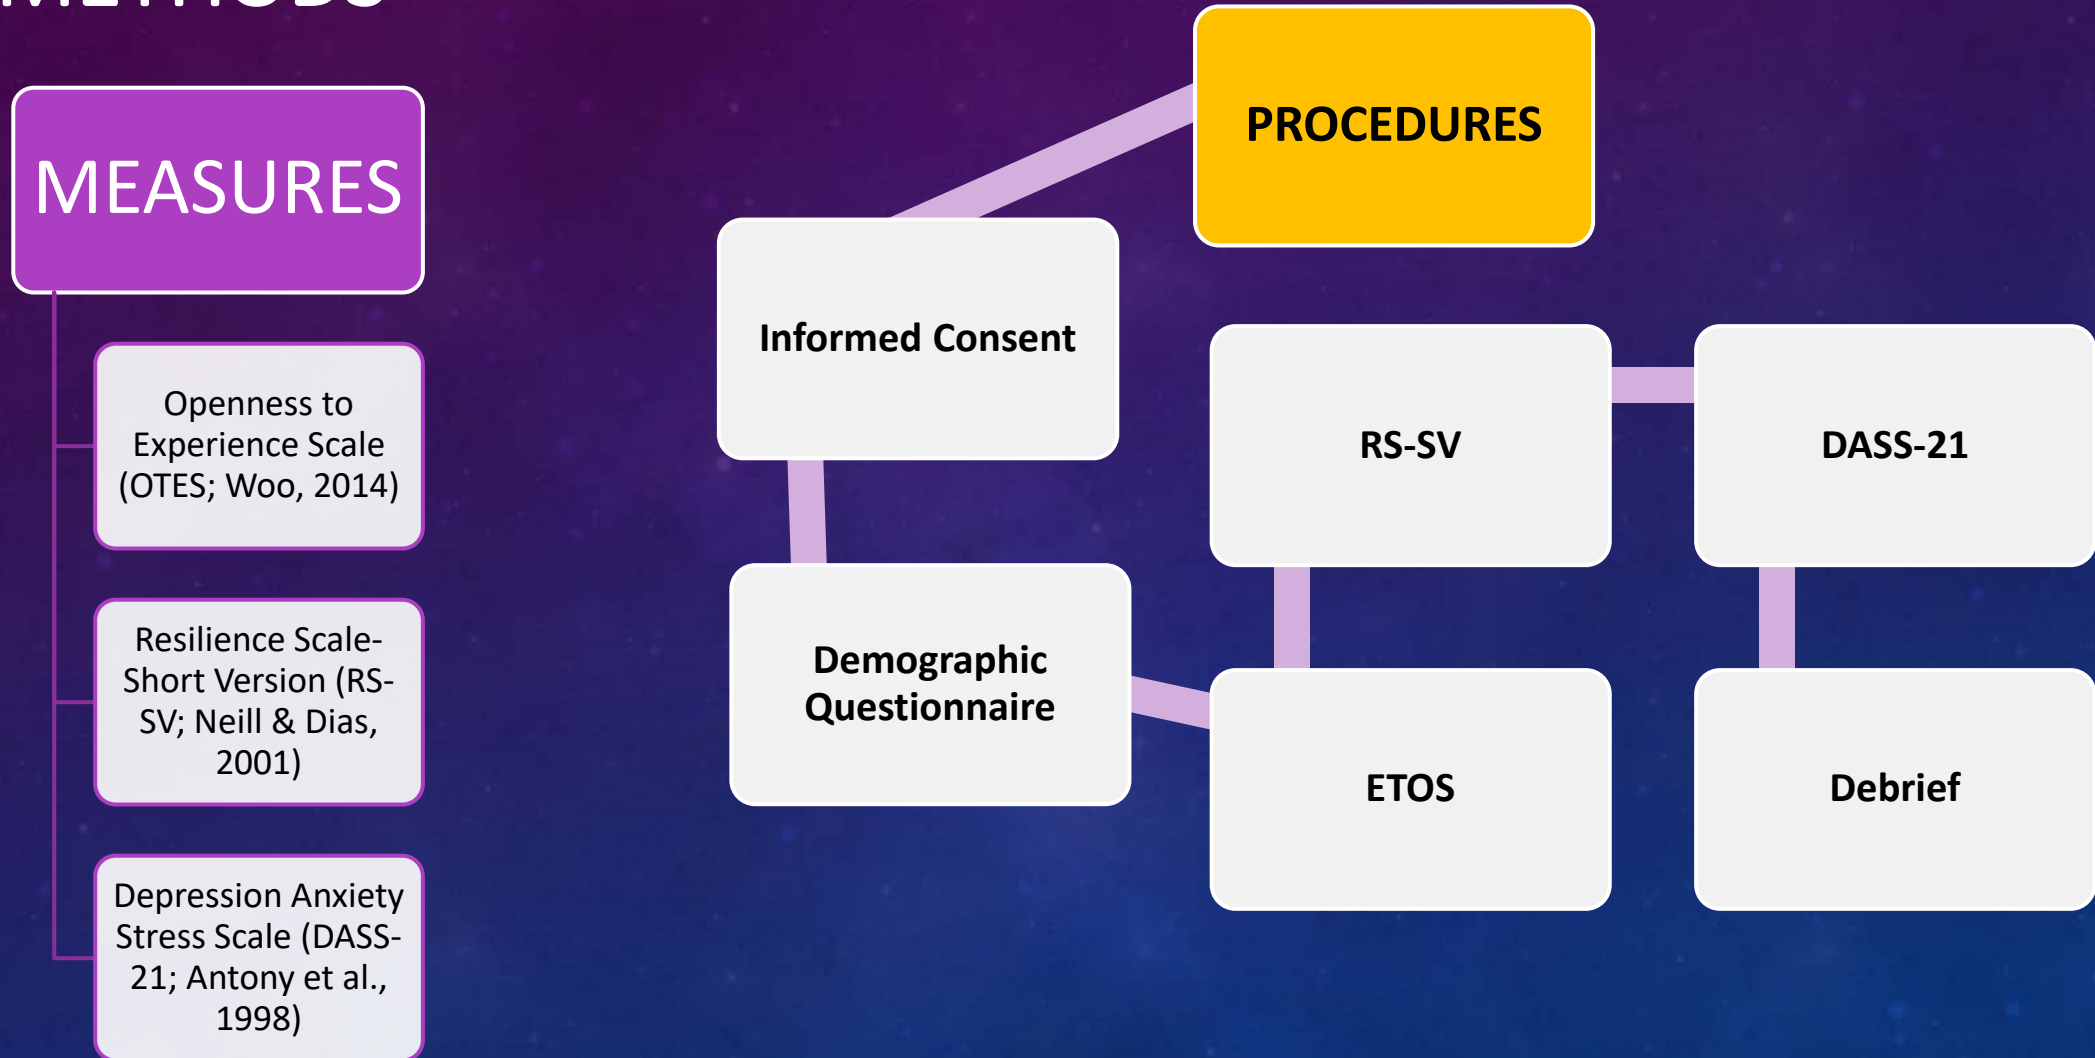 METHODS
MEASURES
Openness to
Experience Scale
(OTES; Woo, 2014)
Resilience Scale-
Short Version (RS-
SV; Neill & Dias,
2001)
Depression Anxiety
Stress Scale (DASS-
21; Antony et al.,
1998)
PROCEDURES
Informed Consent
Demographic
Questionnaire
ETOS
RS-SV
DASS-21
Debrief